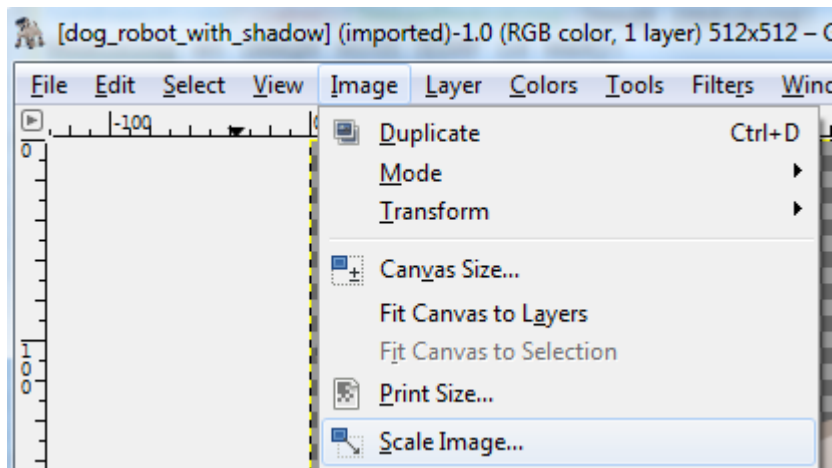 [dog_robot_with_shadow] (imported)-1.0 (RGB color, 1 layer) 512x512 –
File Edit Select View Image Layer Colors Tools Filters
-100
0
Duplicate Ctrl+D
Mode
Transform
Canvas Size...
Fit Canvas to Layers
Fit Canvas to Selection
100
Print Size...
Scale Image...